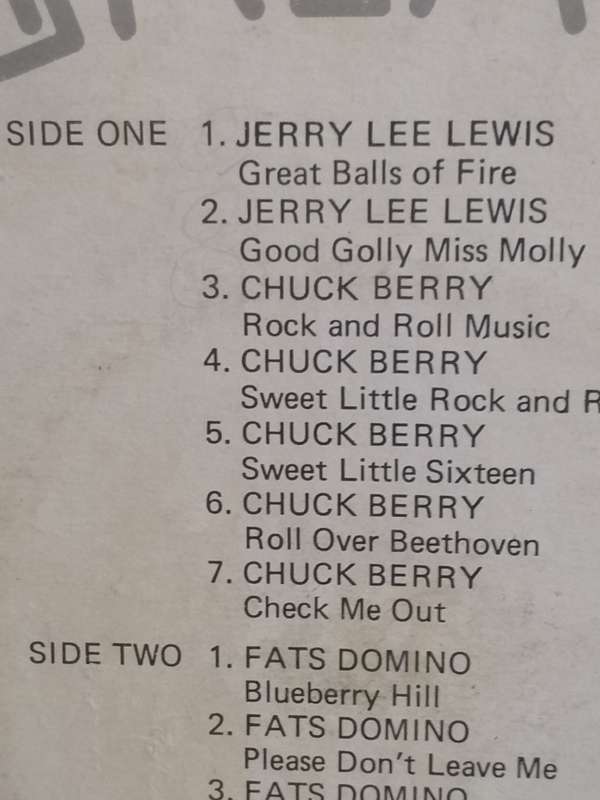 SIDE ONE 1. JERRY LEE LEWIS
Great Balls of Fire
2. JERRY LEE LEWIS
Good Golly Miss Molly
3. CHUCK BERRY
Rock and Roll Music
4. CHUCK BERRY
Sweet Little Rock and R
5. CHUCK BERRY
Sweet Little Sixteen
6. CHUCK BERRY
Roll Over Beethoven
7. CHUCK BERRY
Check Me Out
SIDE TWO 1. FATS DOMINO
Blueberry Hill
2. FATS DOMINO
Please Don't Leave Me
3. FATS DOMINO